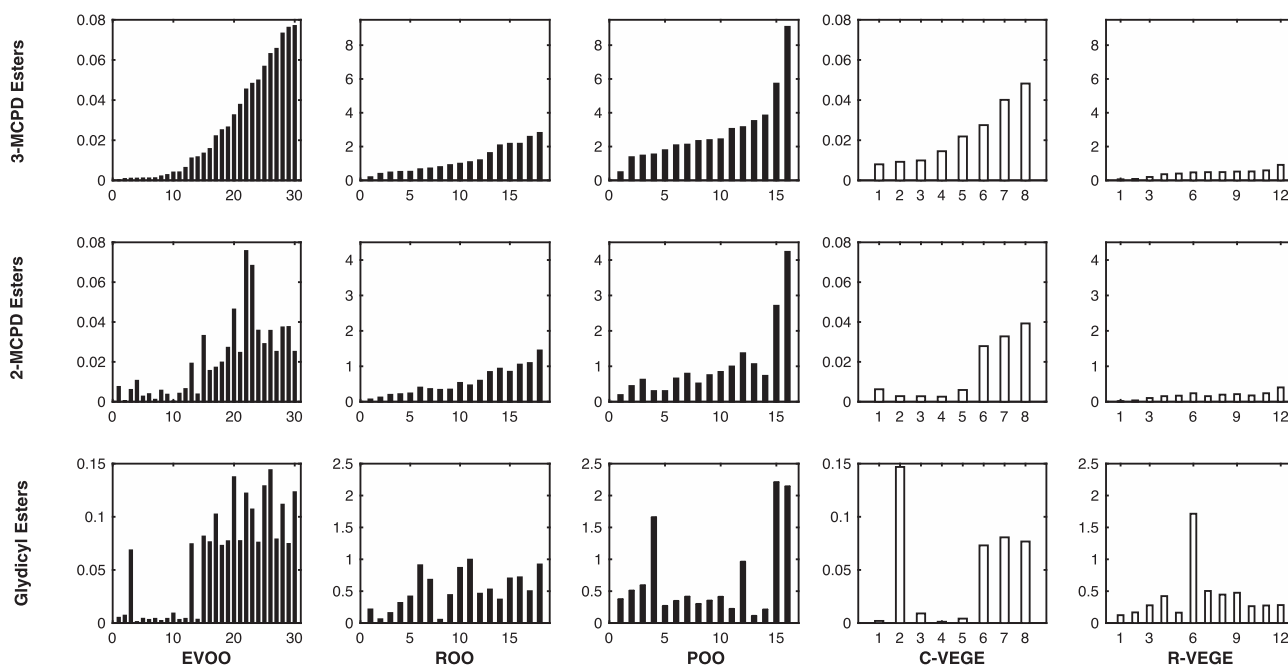 3-MCPD Esters
0.08 0.06 0.04 0.02 0
0 10 20 30
8 6 4 2 0
0 5 10 15
8 6 4 2 0
0 5 10 15
0.08 0.06 0.04 0.02 0
1 2 3 4 5 6 7 8
8 6 4 2 0
1 3 6 9 12
2-MCPD Esters
0.08 0.06 0.04 0.02 0
0 10 20 30
4 3 2 1 0
0 5 10 15
4 3 2 1 0
0 5 10 15
0.08 0.06 0.04 0.02 0
1 2 3 4 5 6 7 8
4 3 2 1 0
1 3 6 9 12
Glydicyl Esters
0.15 0.1 0.05 0
0 10 20 30
EVOO
2.5 2 1.5 1 0.5 0
0 5 10 15
ROO
2.5 2 1.5 1 0.5 0
0 5 10 15
POO
0.15 0.1 0.05 0
1 2 3 4 5 6 7 8
C-VEGE
2.5 2 1.5 1 0.5 0
1 3 6 9 12
R-VEGE